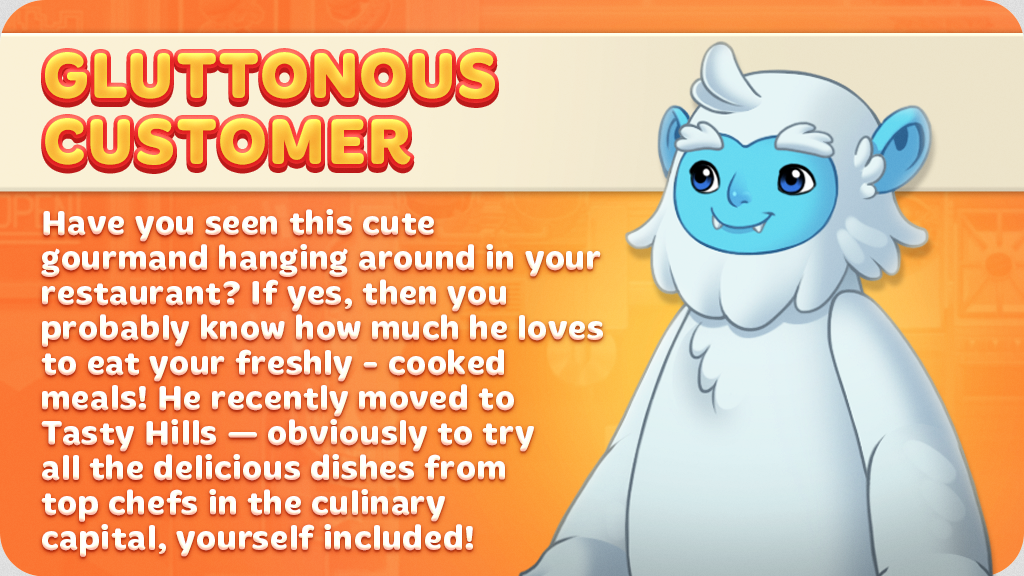 GLUTTONOUS
CUSTOMER
Have you seen this cute
gourmand hanging around in your
restaurant? If yes, then you
probably know how much he loves
to eat your freshly - cooked
meals! He recently moved to
Tasty Hills — obviously to try
all the delicious dishes from
top chefs in the culinary
capital, yourself included!